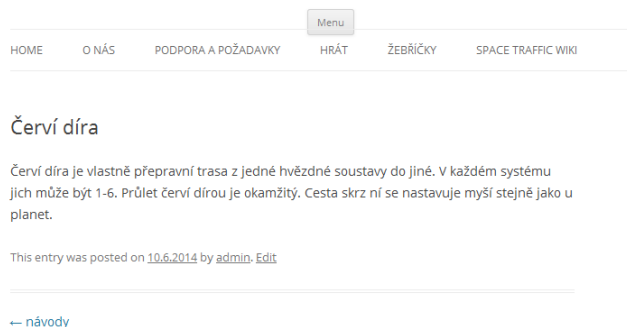 Menu
HOME O NÁS PODPORA A POŽADAVKY HRÁT ŽEBŘÍČKY SPACE TRAFFIC WIKI
Červí díra
Červí díra je vlastně přepravní trasa z jedné hvězdné soustavy do jiné. V každém systému
jich může být 1-6. Průlet červí dírou je okamžitý. Cesta skrz ní se nastavuje myší stejně jako u
planet.
This entry was posted on 10.6.2014 by admin. Edit
← návody